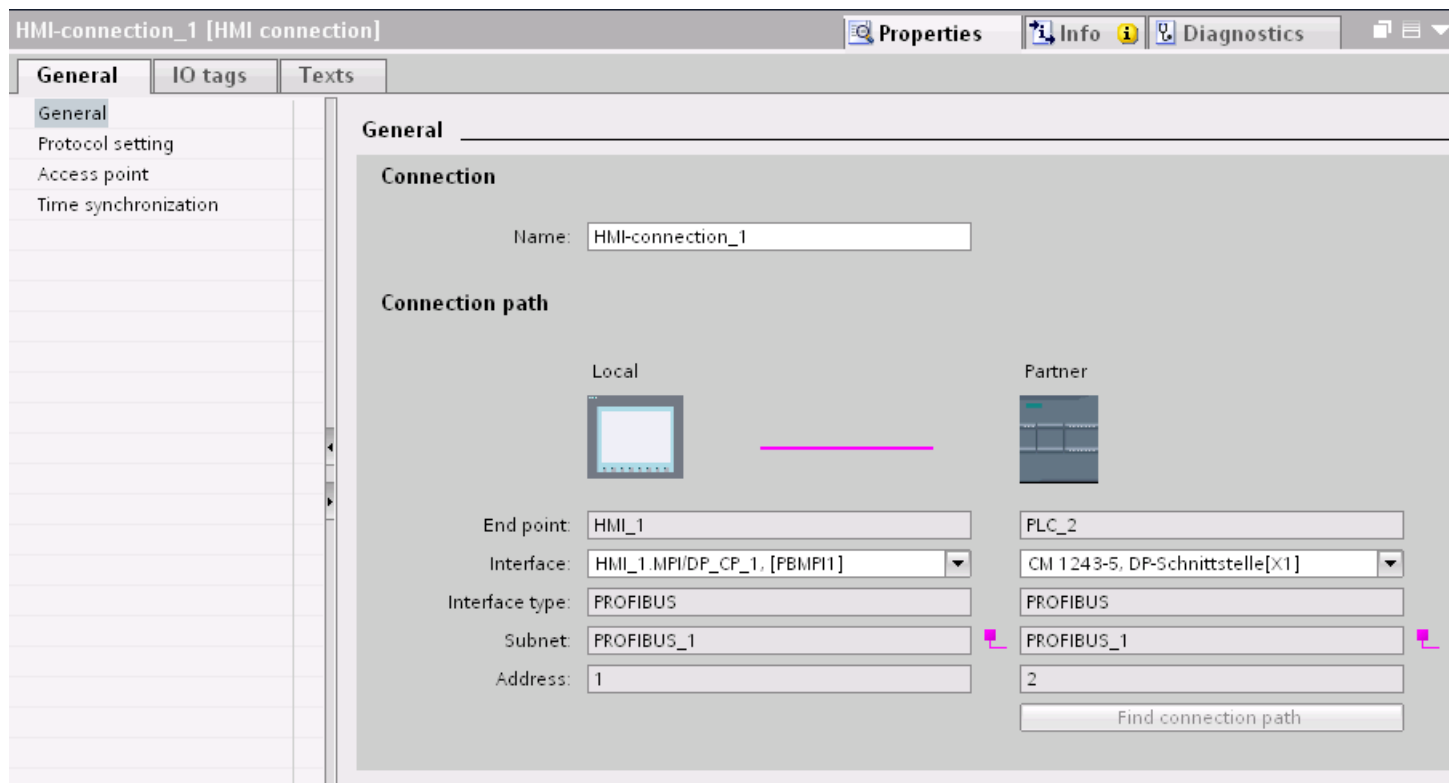 HMI-connection_1 [HMI connection]
Properties Info Diagnostics
General IO tags Texts
General
Protocol setting
Access point
Time synchronization
General
Connection
Name: HMI-connection_1
Connection path
Local Partner
End point: HMI_1 PLC_2
Interface: HMI_1.MPI/DP_CP_1, [PBMPI1] CM 1243-5, DP-Schnittstelle[X1]
Interface type: PROFIBUS PROFIBUS
Subnet: PROFIBUS_1 PROFIBUS_1
Address: 1 2
Find connection path